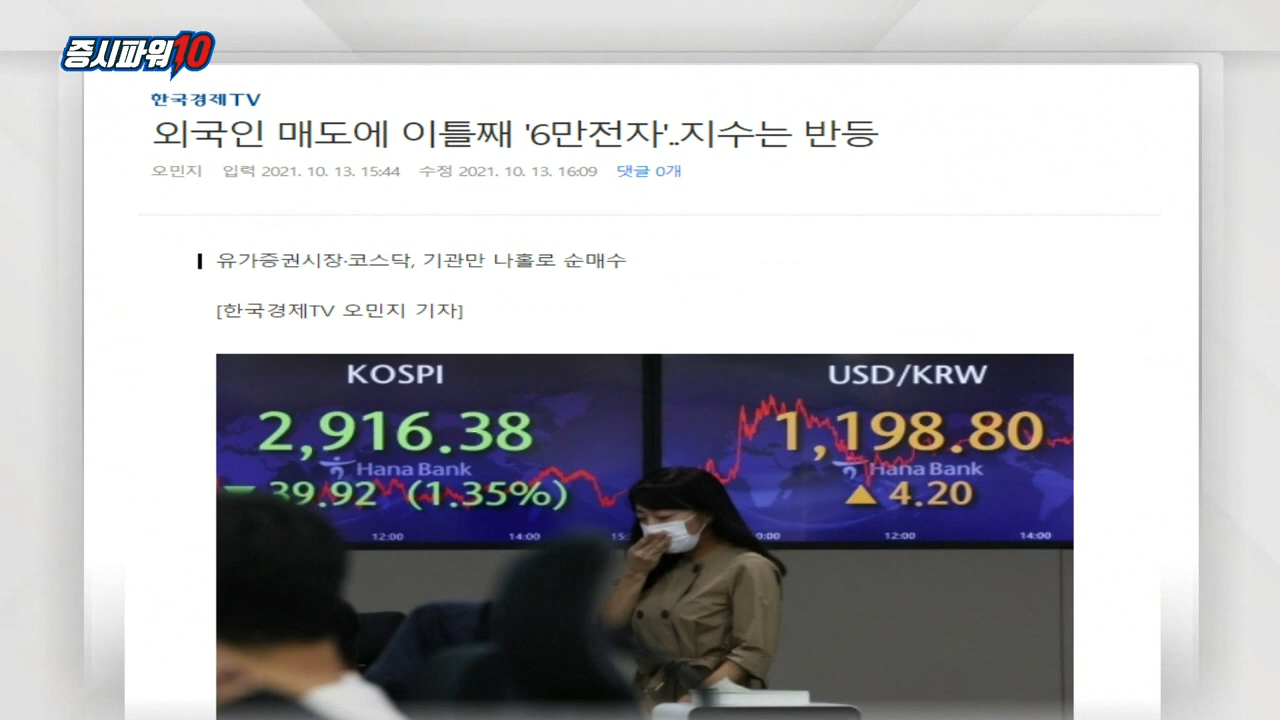 증시파워10
한국경제TV
외국인 매도에 이틀째 '6만전자'..지수는 반등
오민지 입력 2021. 10. 13. 15:44 수정 2021. 10. 13. 16:09 댓글 0개
유가증권시장·코스닥, 기관만 나홀로 순매수
[한국경제TV 오민지 기자]
KOSPI
2,916.38
Hana Bank
▼ 39.92 (1.35%)
12:00 14:00 15:
USD/KRW
1,198.80
Hana Bank
▲ 4.20
12:00 14:00